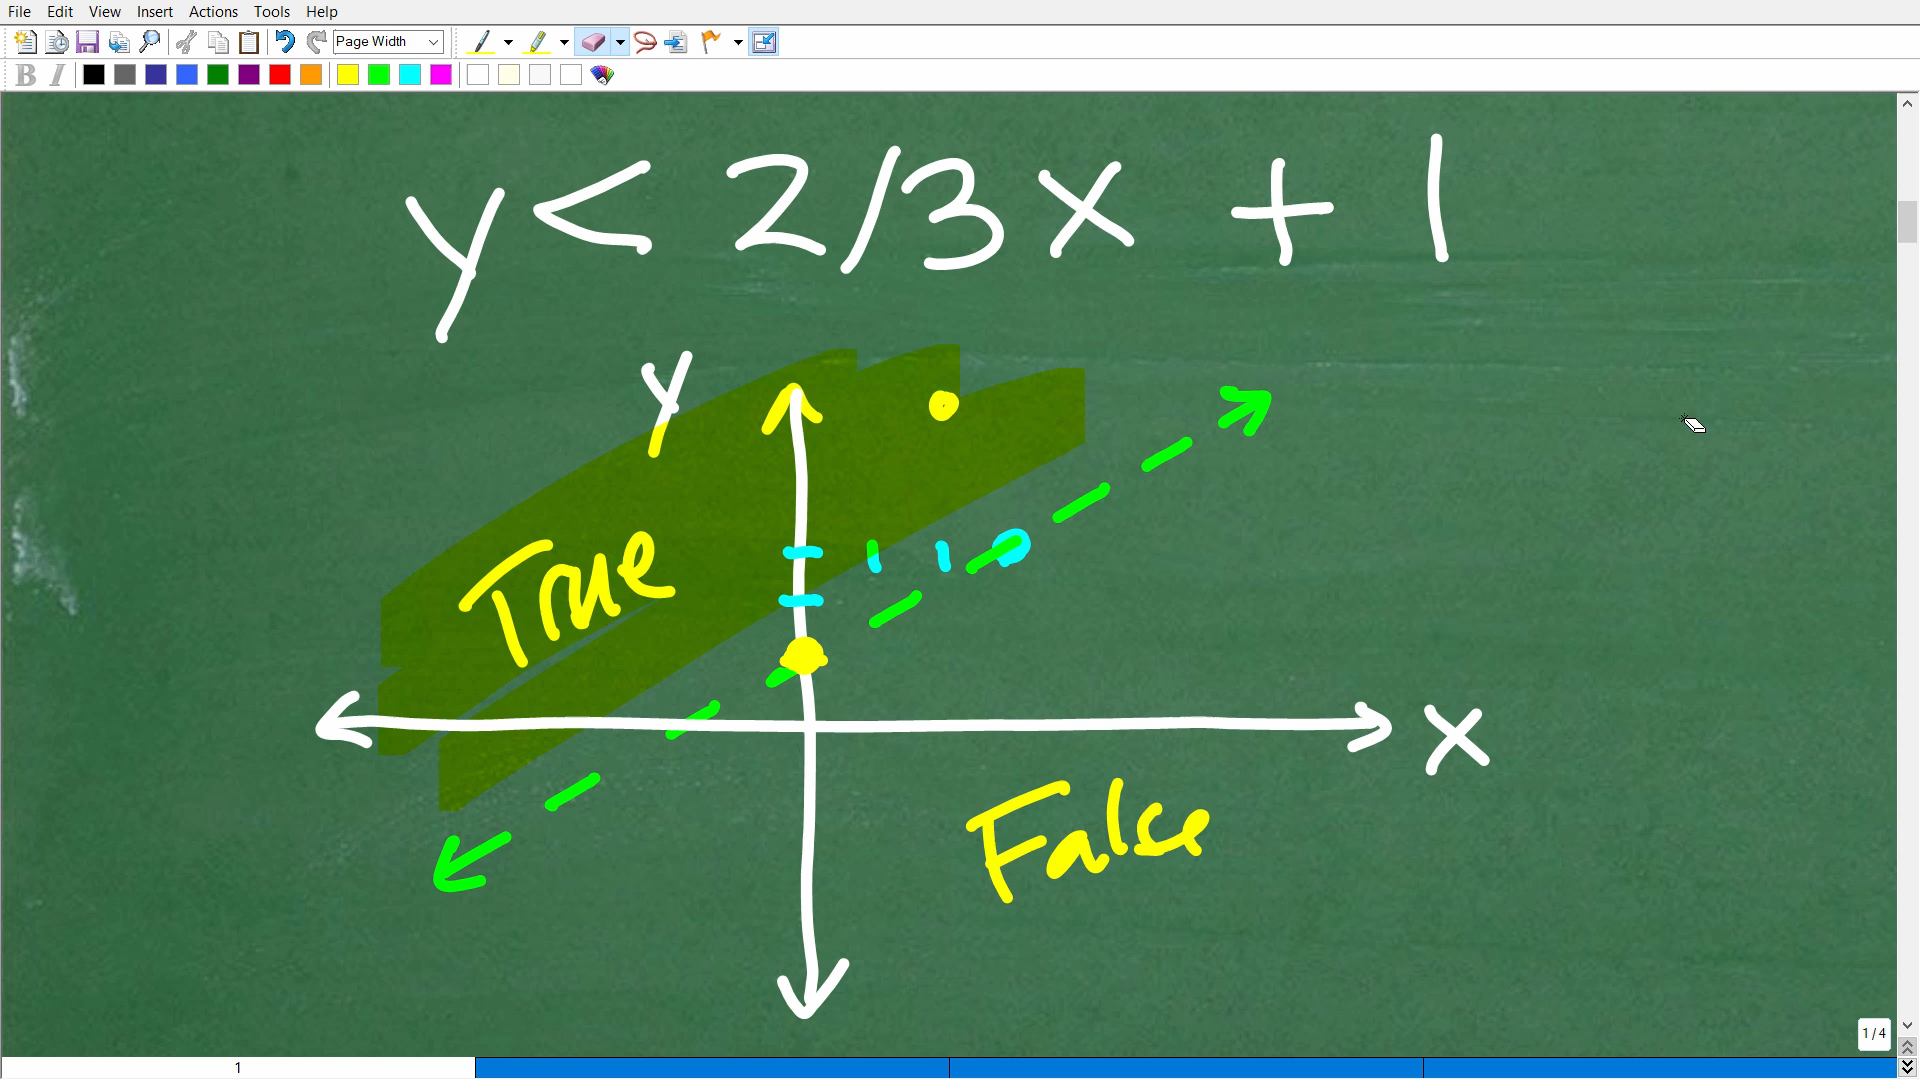 File Edit View Insert Actions Tools Help
Page Width
B I
y < 2/3x + 1
y
True
x
False
1/4
1